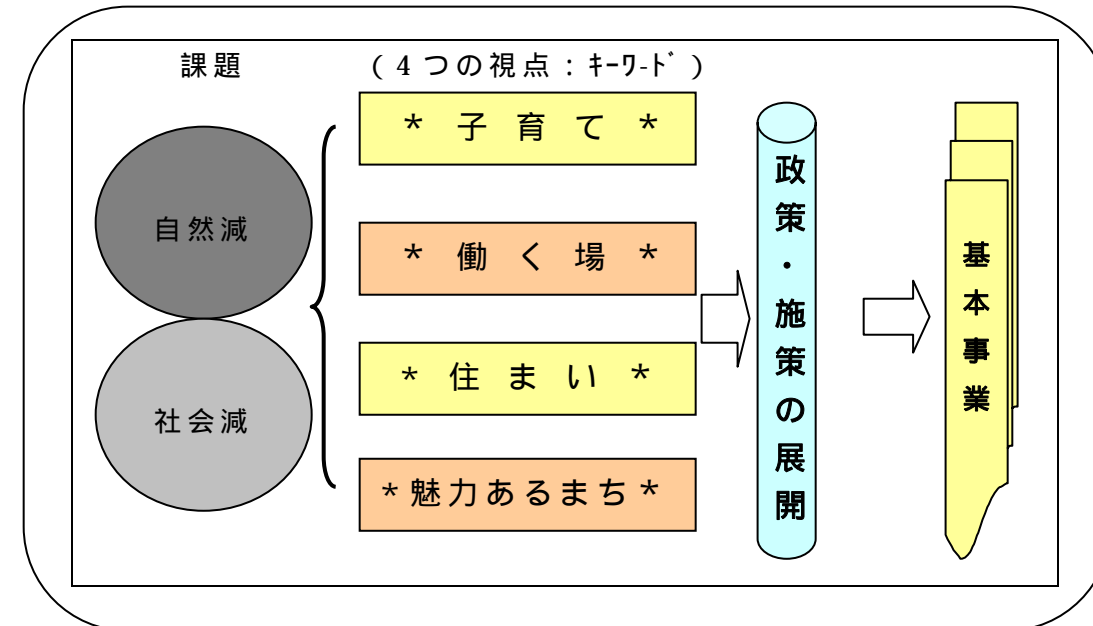 課題
(4つの視点：ｷｰﾜ-ﾄﾞ)
自然減
社会減
*子育て*
*働く場*
*住まい*
*魅力あるまち*
政策・施策の展開
基本事業